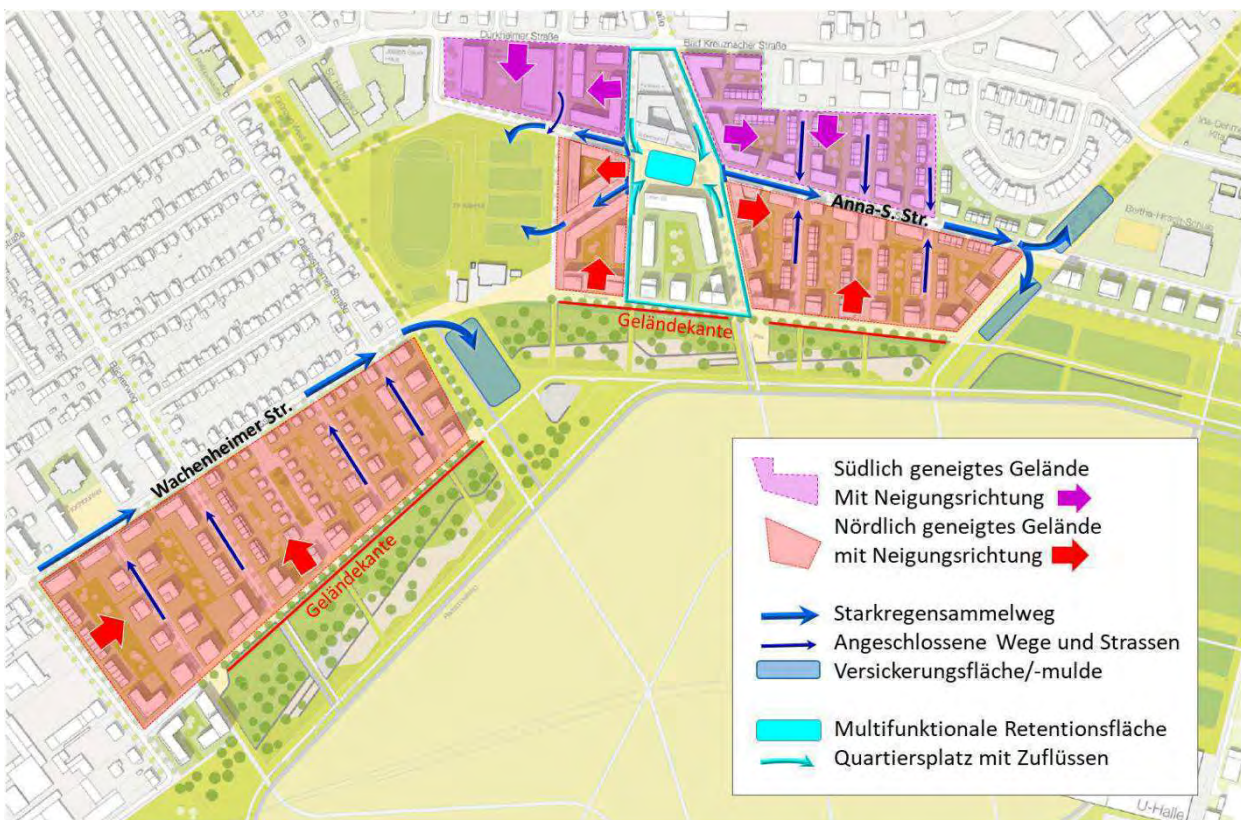 Dürkheimer Straße
Bad Kreuznacher Straße
Anna-S. Str.
Bertha-Hirsch-Schule
Geländekante
Wachenheimer Str.
Geländekante
Südlich geneigtes Gelände
Mit Neigungsrichtung
Nördlich geneigtes Gelände
mit Neigungsrichtung
Starkregensammelweg
Angeschlossene Wege und Strassen
Versickerungsfläche/-mulde
Multifunktionale Retentionsfläche
Quartiersplatz mit Zuflüssen
U-Halle